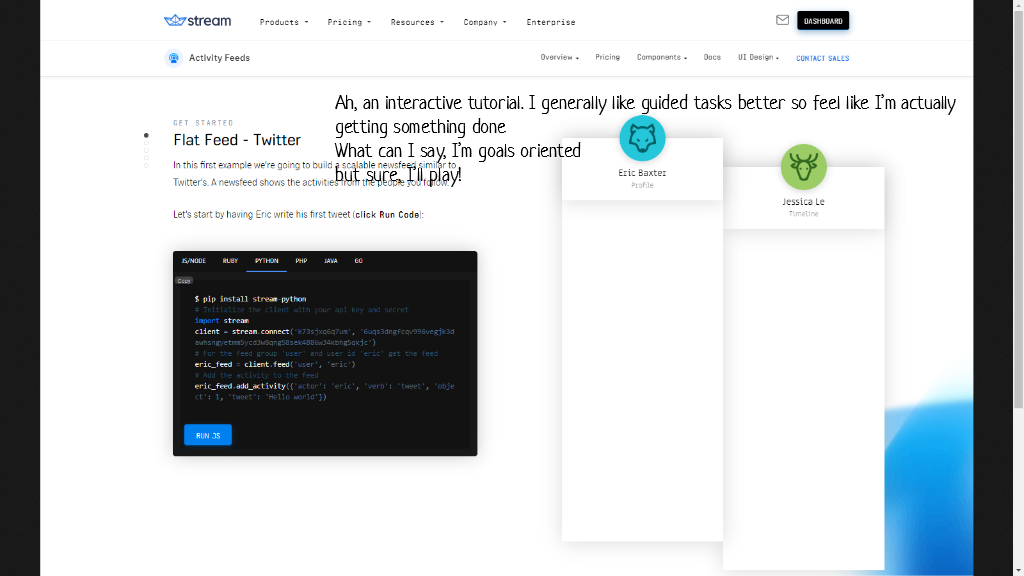 stream
Products
Pricing
Resources
Company
Enterprise
DASHBOARD
Activity Feeds
Overview
Pricing
Components
Docs
UI Design
CONTACT SALES
Ah, an interactive tutorial. I generally like guided tasks better so feel like I'm actually
getting something done
What can I say, I'm goals oriented
but sure, I'll play!
GET STARTED
Flat Feed - Twitter
In this first example we're going to build a scalable newsfeed similar to
Twitter's. A newsfeed shows the activities from the people you follow.
Let's start by having Eric write his first tweet (click Run Code):
Eric Baxter
Profile
Jessica Le
Timeline
JS/NODE
RUBY
PYTHON
PHP
JAVA
GO
Copy
$ pip install stream-python
# Initialize the client with your api key and secret
import stream
client = stream.connect(
# For the feed group 'user' and user id 'eric' get the feed
eric_feed = client.feed('user', 'eric')
# Add the activity to the feed
eric_feed.add_activity({'actor': 'eric', 'verb': 'tweet', 'obje
ct': 1, 'tweet': 'Hello world'})
RUN JS